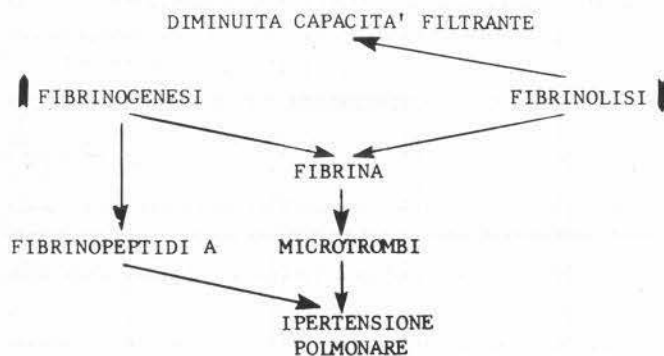 DIMINUITA CAPACITA' FILTRANTE
FIBRINOGENESI FIBRINOLISI
FIBRINA
FIBRINOPEPTIDI A MICROTROMBI
IPERTENSIONE
POLMONARE